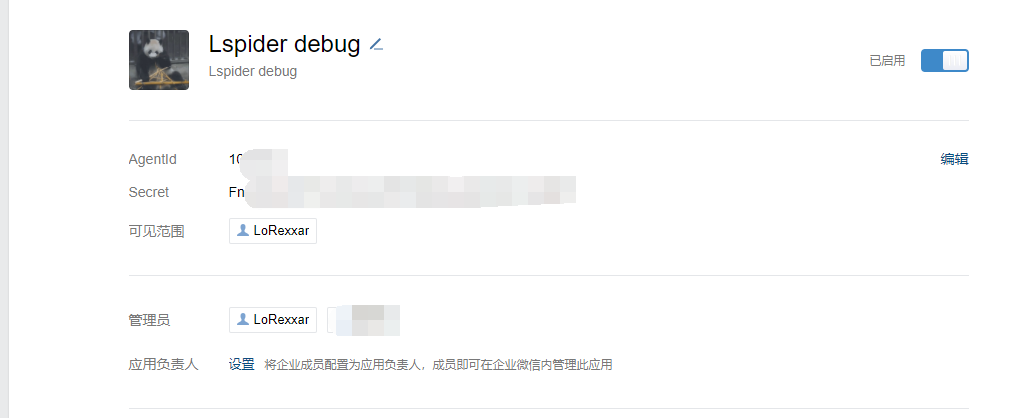 Lspider debug
Lspider debug
已启用
AgentId 10
编辑
Secret Fn
可见范围 LoRexxar
管理员 LoRexxar
应用负责人 设置 将企业成员配置为应用负责人，成员即可在企业微信内管理此应用